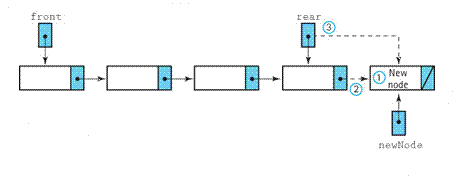 front
rear
③
① New
node
②
newNode